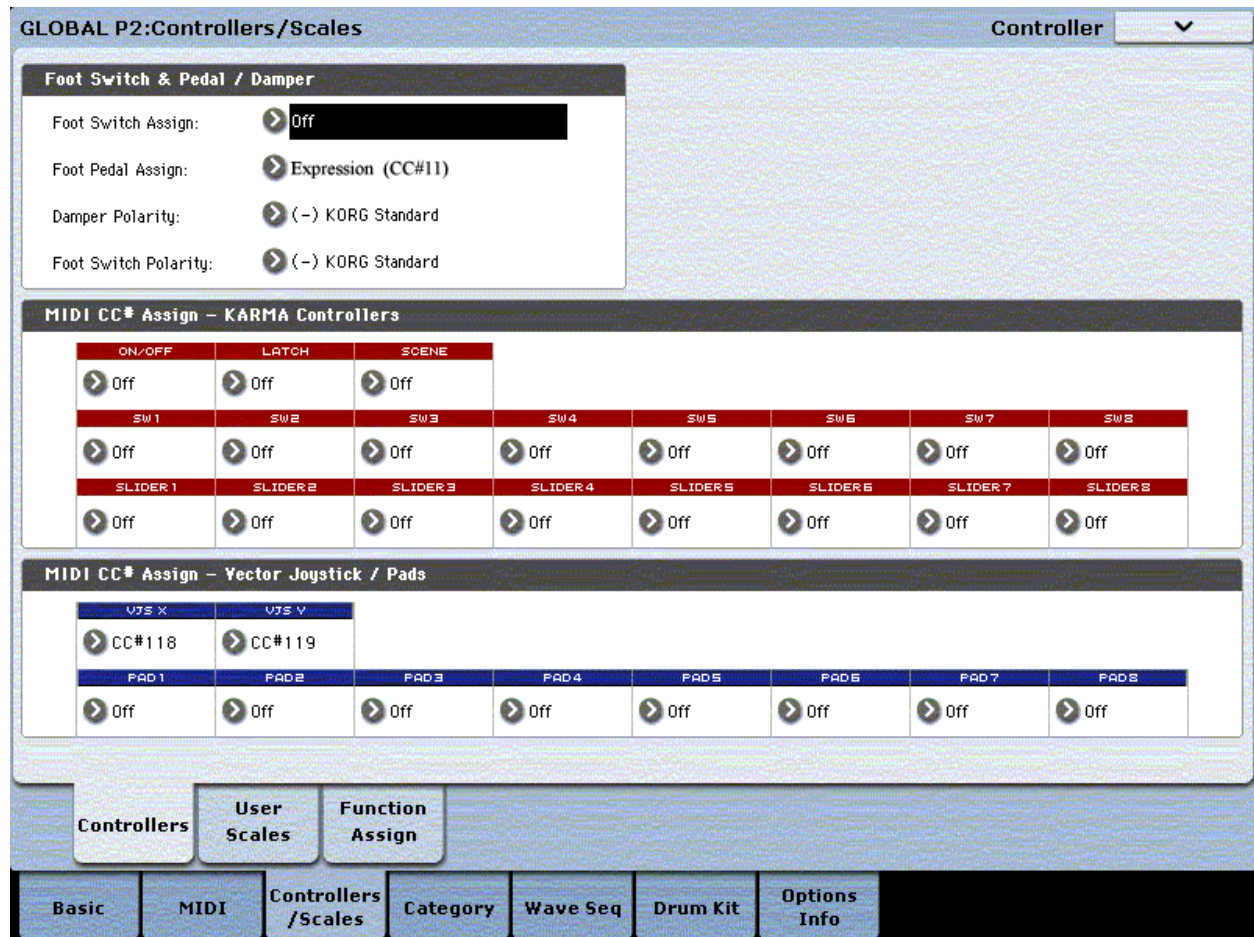 GLOBAL P2:Controllers/Scales Controller
Foot Switch & Pedal / Damper
Foot Switch Assign: Off
Foot Pedal Assign: Expression (CC#11)
Damper Polarity: (-) KORG Standard
Foot Switch Polarity: (-) KORG Standard
MIDI CC# Assign – KARMA Controllers
ON/OFF LATCH SCENE
Off Off Off
SW1 SW2 SW3 SW4 SW5 SW6 SW7 SW8
Off Off Off Off Off Off Off Off
SLIDER1 SLIDER2 SLIDER3 SLIDER4 SLIDER5 SLIDER6 SLIDER7 SLIDER8
Off Off Off Off Off Off Off Off
MIDI CC# Assign – Vector Joystick / Pads
VJS X VJS Y
CC#118 CC#119
PAD1 PAD2 PAD3 PAD4 PAD5 PAD6 PAD7 PAD8
Off Off Off Off Off Off Off Off
Controllers User Scales Function Assign
Basic MIDI Controllers /Scales Category Wave Seq Drum Kit Options Info